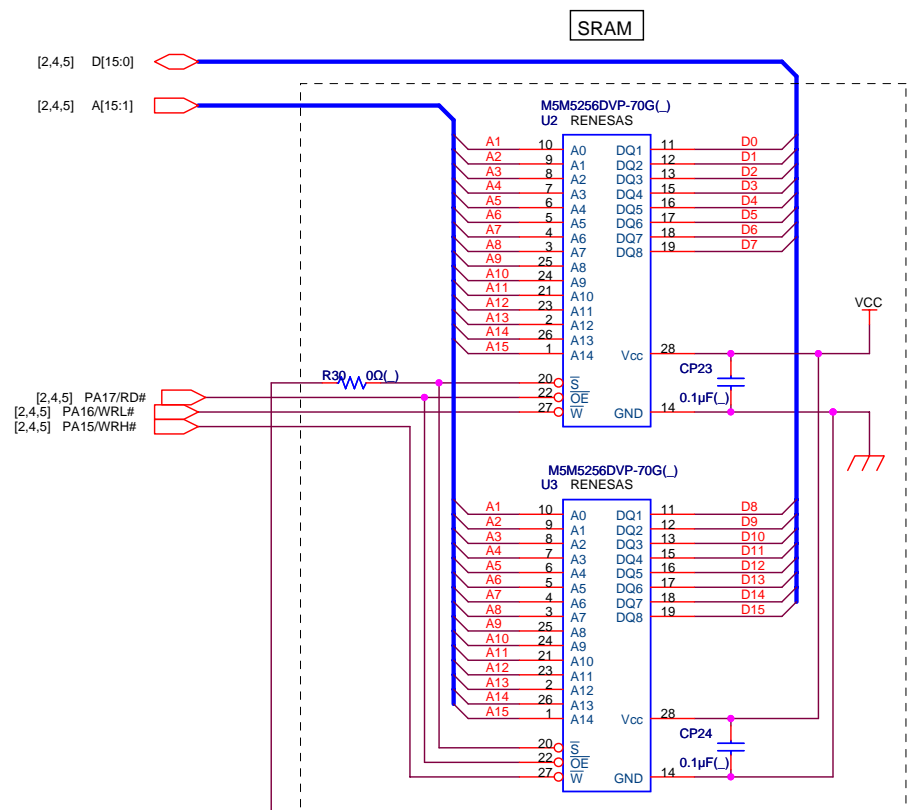 SRAM
[2,4,5] D[15:0]
[2,4,5] A[15:1]
M5M5256DVP-70G(_)
U2 RENESAS
A1 10 A0 DQ1 11 D0
A2 9 A1 DQ2 12 D1
A3 8 A2 DQ3 13 D2
A4 7 A3 DQ4 15 D3
A5 6 A4 DQ5 16 D4
A6 5 A5 DQ6 17 D5
A7 4 A6 DQ7 18 D6
A8 3 A7 DQ8 19 D7
A9 25 A8
A10 24 A9
A11 21 A10
A12 23 A11
A13 2 A12
A14 26 A13
A15 1 A14 Vcc 28
VCC
CP23
0.1µF(_)
R30 0Ω(_)
20 S
[2,4,5] PA17/RD# 22 OE
[2,4,5] PA16/WRL# 27 W GND 14
[2,4,5] PA15/WRH#
M5M5256DVP-70G(_)
U3 RENESAS
A1 10 A0 DQ1 11 D8
A2 9 A1 DQ2 12 D9
A3 8 A2 DQ3 13 D10
A4 7 A3 DQ4 15 D11
A5 6 A4 DQ5 16 D12
A6 5 A5 DQ6 17 D13
A7 4 A6 DQ7 18 D14
A8 3 A7 DQ8 19 D15
A9 25 A8
A10 24 A9
A11 21 A10
A12 23 A11
A13 2 A12
A14 26 A13
A15 1 A14 Vcc 28
CP24
0.1µF(_)
20 S
22 OE
27 W GND 14